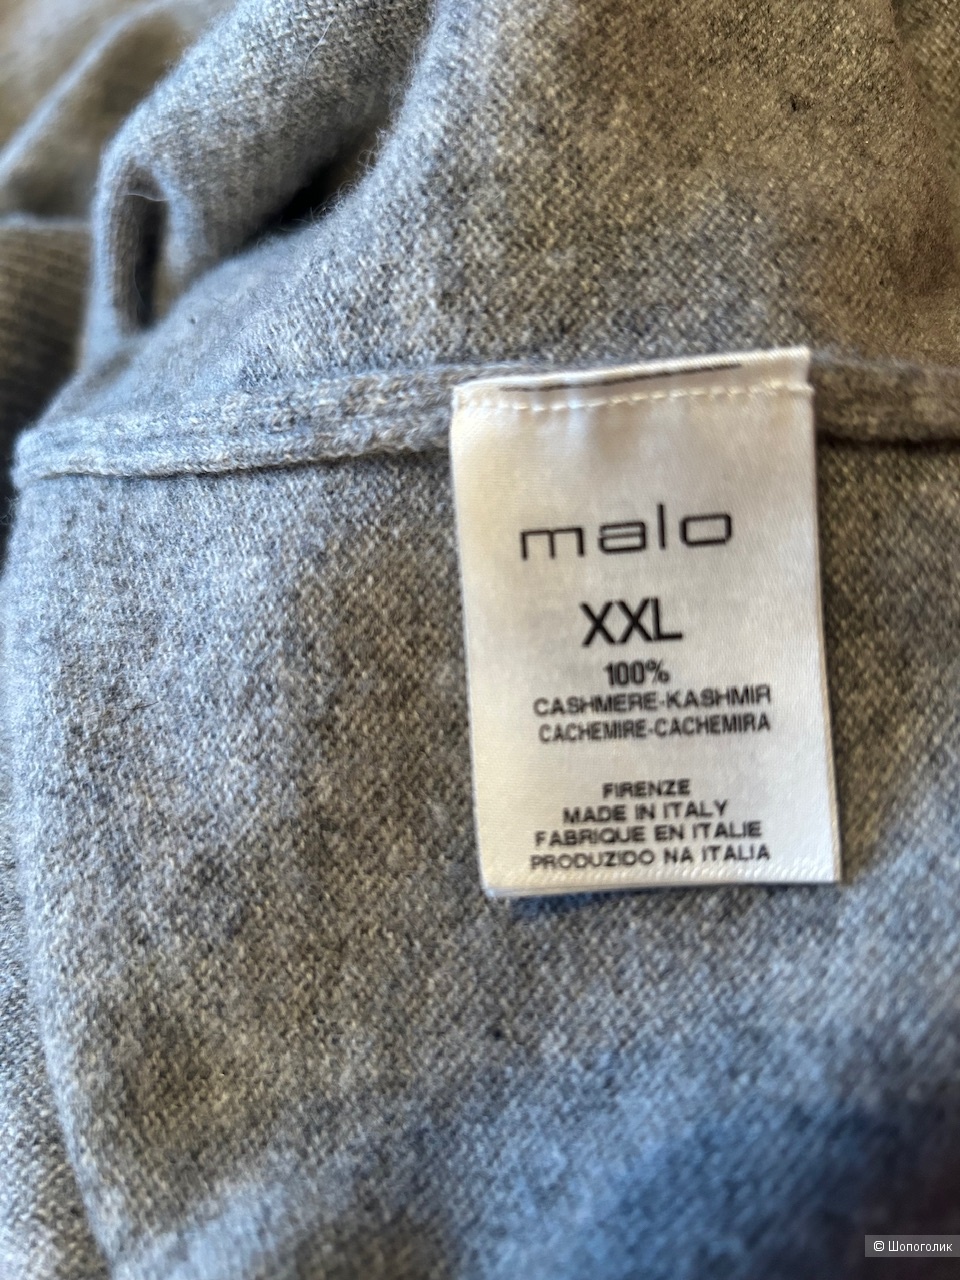 malo
XXL
100%
CASHMERE-KASHMIR
CACHEMIRE-CACHEMIRA
FIRENZE
MADE IN ITALY
FABRIQUE EN ITALIE
PRODUZIDO NA ITALIA
© Шопоголик